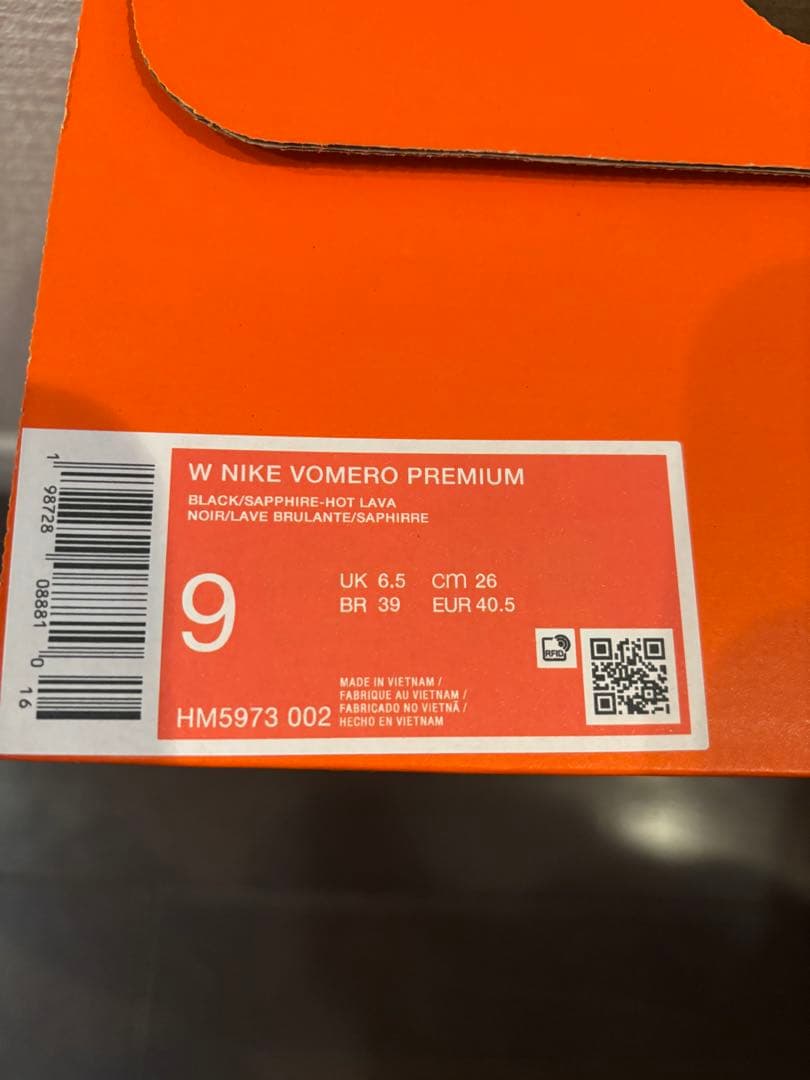 W NIKE VOMERO PREMIUM
BLACK/SAPPHIRE-HOT LAVA
NOIR/LAVE BRULANTE/SAPHIRRE
9
UK 6.5 cm 26
BR 39 EUR 40.5
RFID
HM5973 002
MADE IN VIETNAM /
FABRIQUE AU VIETNAM /
FABRICADO NO VIETNÃ /
HECHO EN VIETNAM
1 98728 08881 0 16